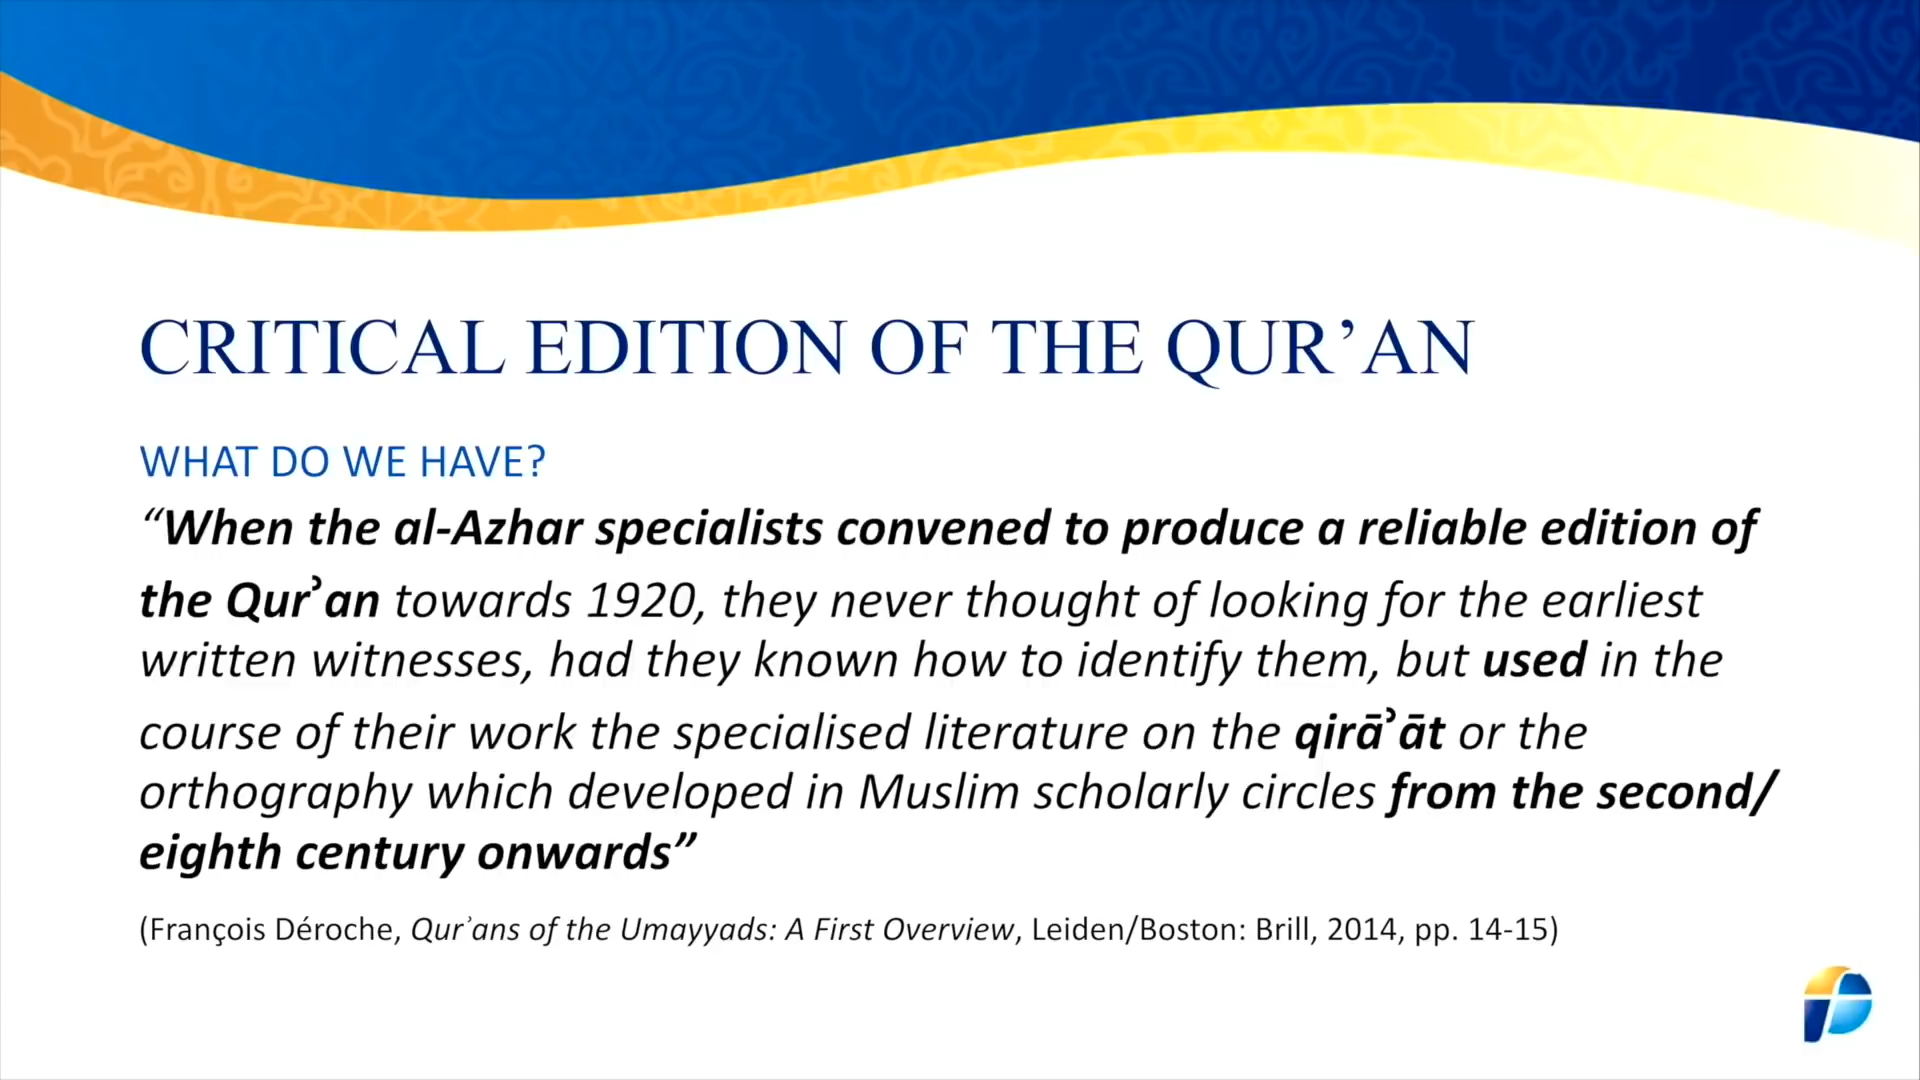 CRITICAL EDITION OF THE QUR’AN
WHAT DO WE HAVE?
“When the al-Azhar specialists convened to produce a reliable edition of
the Qurʾan towards 1920, they never thought of looking for the earliest
written witnesses, had they known how to identify them, but used in the
course of their work the specialised literature on the qirāʾāt or the
orthography which developed in Muslim scholarly circles from the second/
eighth century onwards”
(François Déroche, Qurʾans of the Umayyads: A First Overview, Leiden/Boston: Brill, 2014, pp. 14-15)